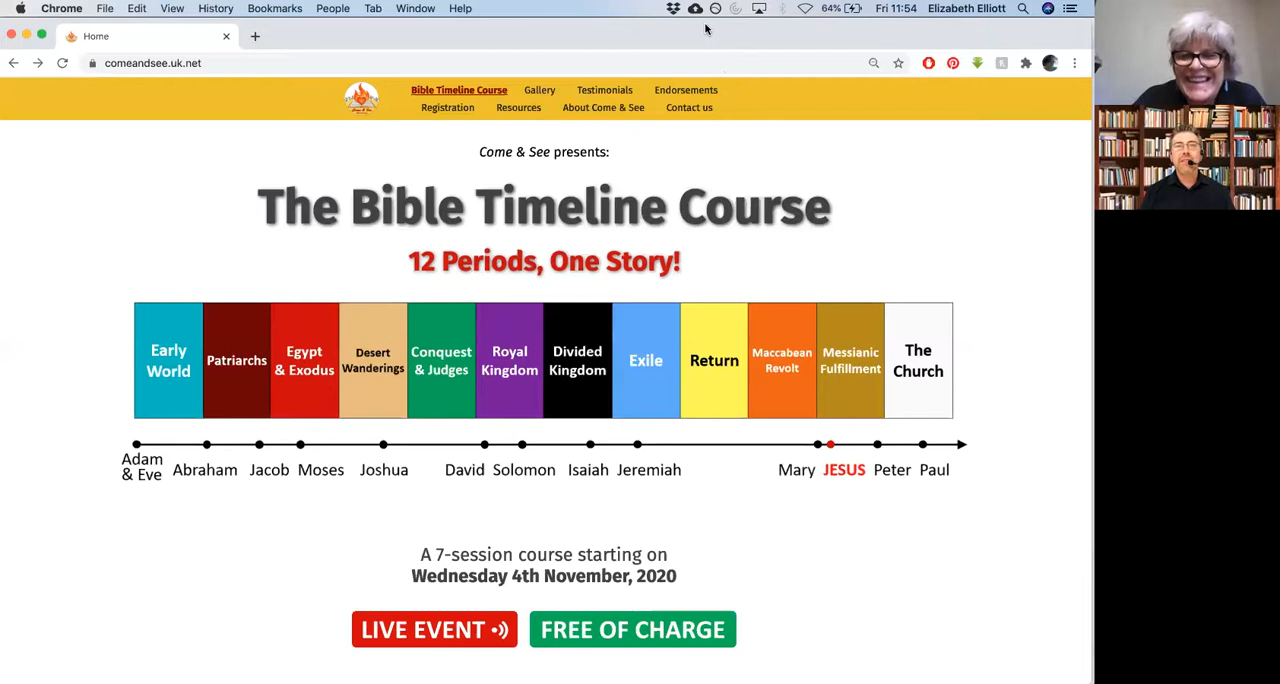 Chrome File Edit View History Bookmarks People Tab Window Help 64% Fri 11:54 Elizabeth Elliott
Home
comeandsee.uk.net
Bible Timeline Course Gallery Testimonials Endorsements
Registration Resources About Come & See Contact us
Come & See presents:
The Bible Timeline Course
12 Periods, One Story!
Early World
Patriarchs
Egypt & Exodus
Desert Wanderings
Conquest & Judges
Royal Kingdom
Divided Kingdom
Exile
Return
Maccabean Revolt
Messianic Fulfillment
The Church
Adam & Eve
Abraham Jacob Moses Joshua David Solomon Isaiah Jeremiah Mary JESUS Peter Paul
A 7-session course starting on
Wednesday 4th November, 2020
LIVE EVENT FREE OF CHARGE